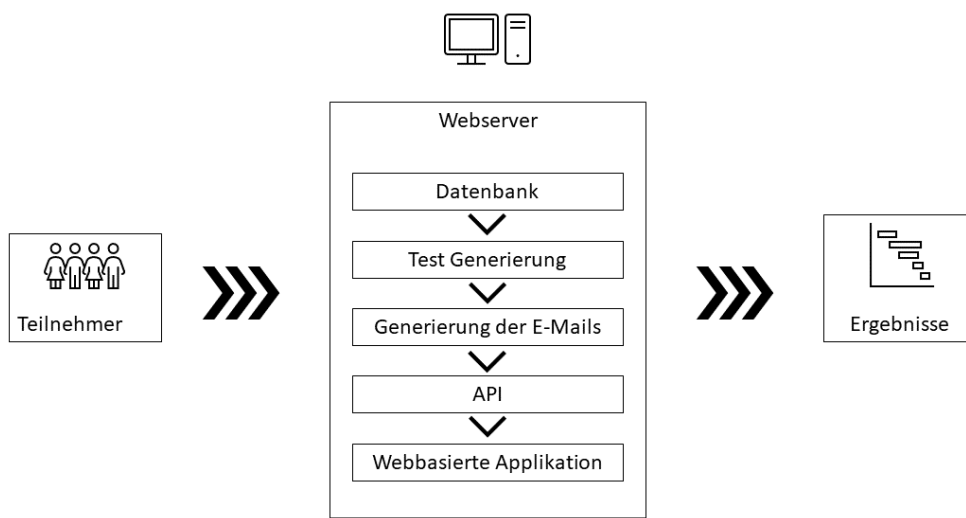 Webserver
Datenbank
Test Generierung
Generierung der E-Mails
API
Webbasierte Applikation
Teilnehmer
Ergebnisse